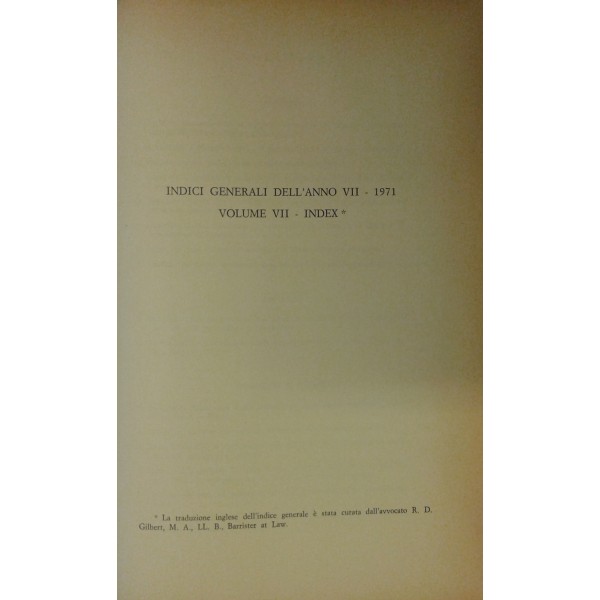 INDICI GENERALI DELL'ANNO VII - 1971
VOLUME VII - INDEX *
* La traduzione inglese dell'indice generale è stata curata dall'avvocato R. D.
Gilbert, M. A., LL. B., Barrister at Law.